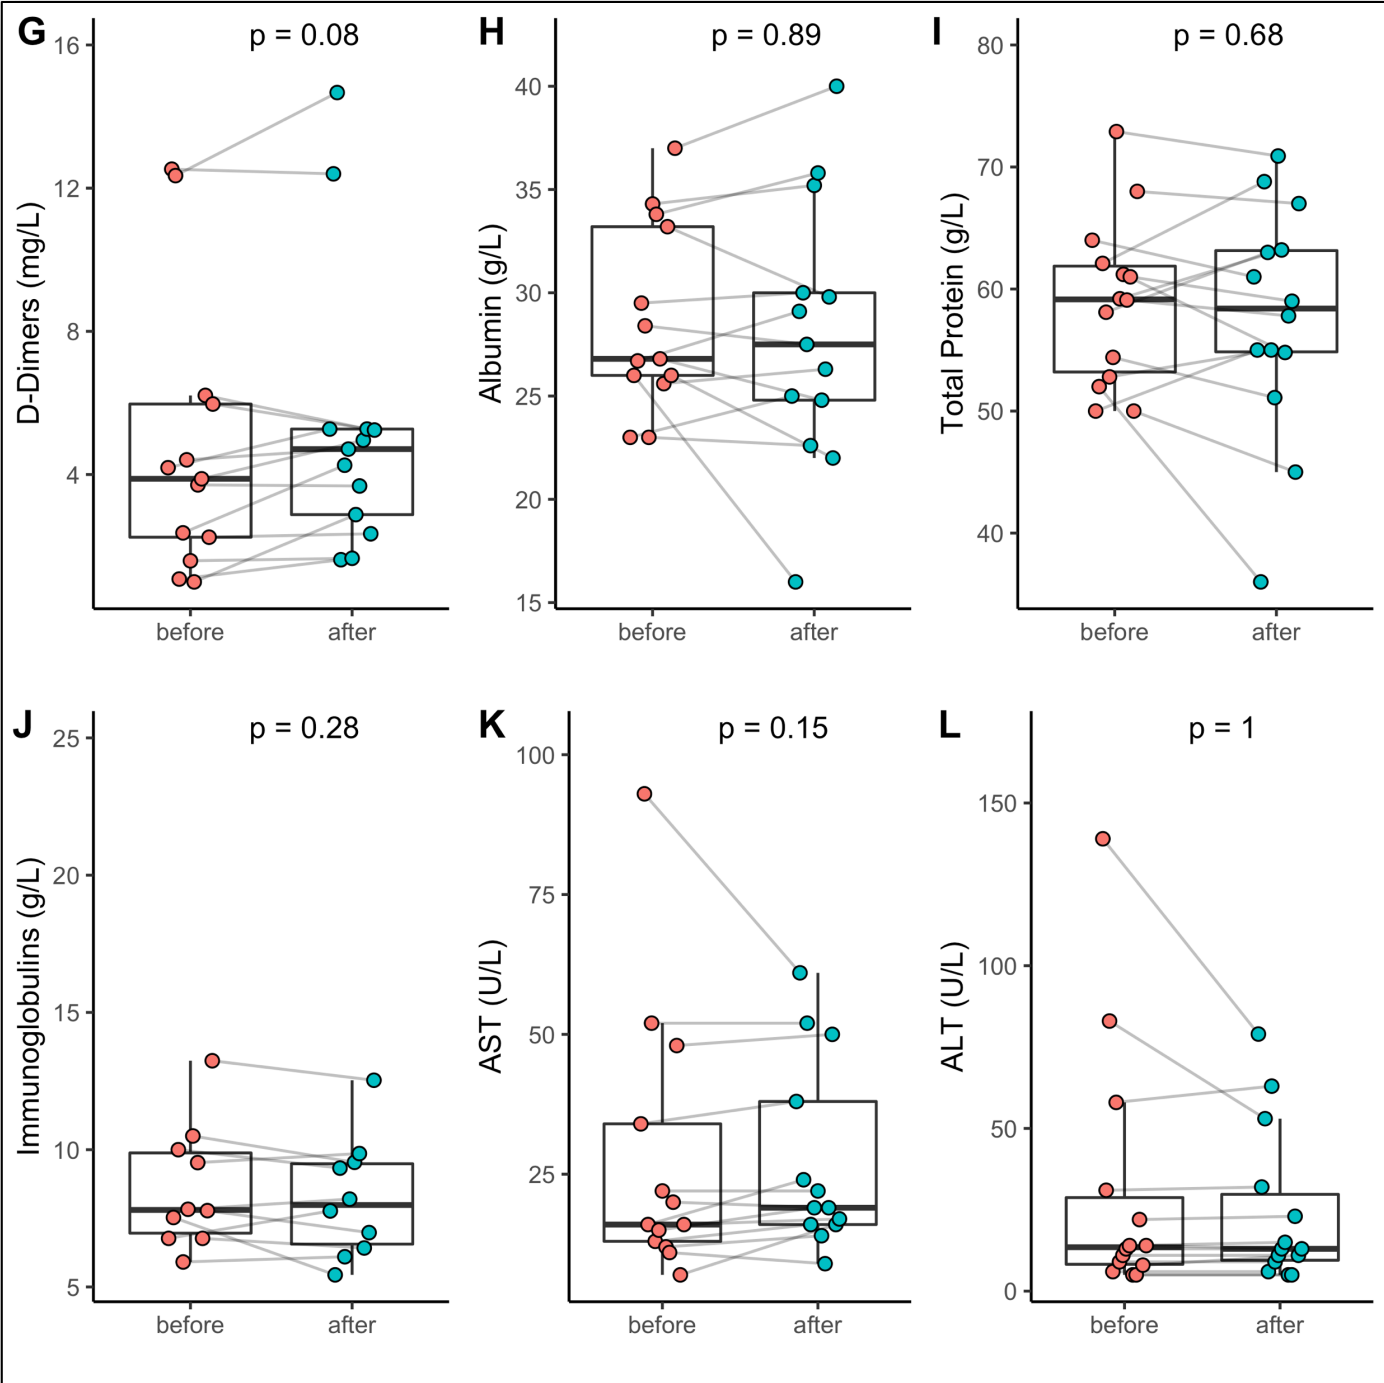 G
p = 0.08
D-Dimers (mg/L)
16
12
8
4
before after
H
p = 0.89
Albumin (g/L)
40
35
30
25
20
15
before after
I
p = 0.68
Total Protein (g/L)
80
70
60
50
40
before after
J
p = 0.28
Immunoglobulins (g/L)
25
20
15
10
5
before after
K
p = 0.15
AST (U/L)
100
75
50
25
before after
L
p = 1
ALT (U/L)
150
100
50
0
before after